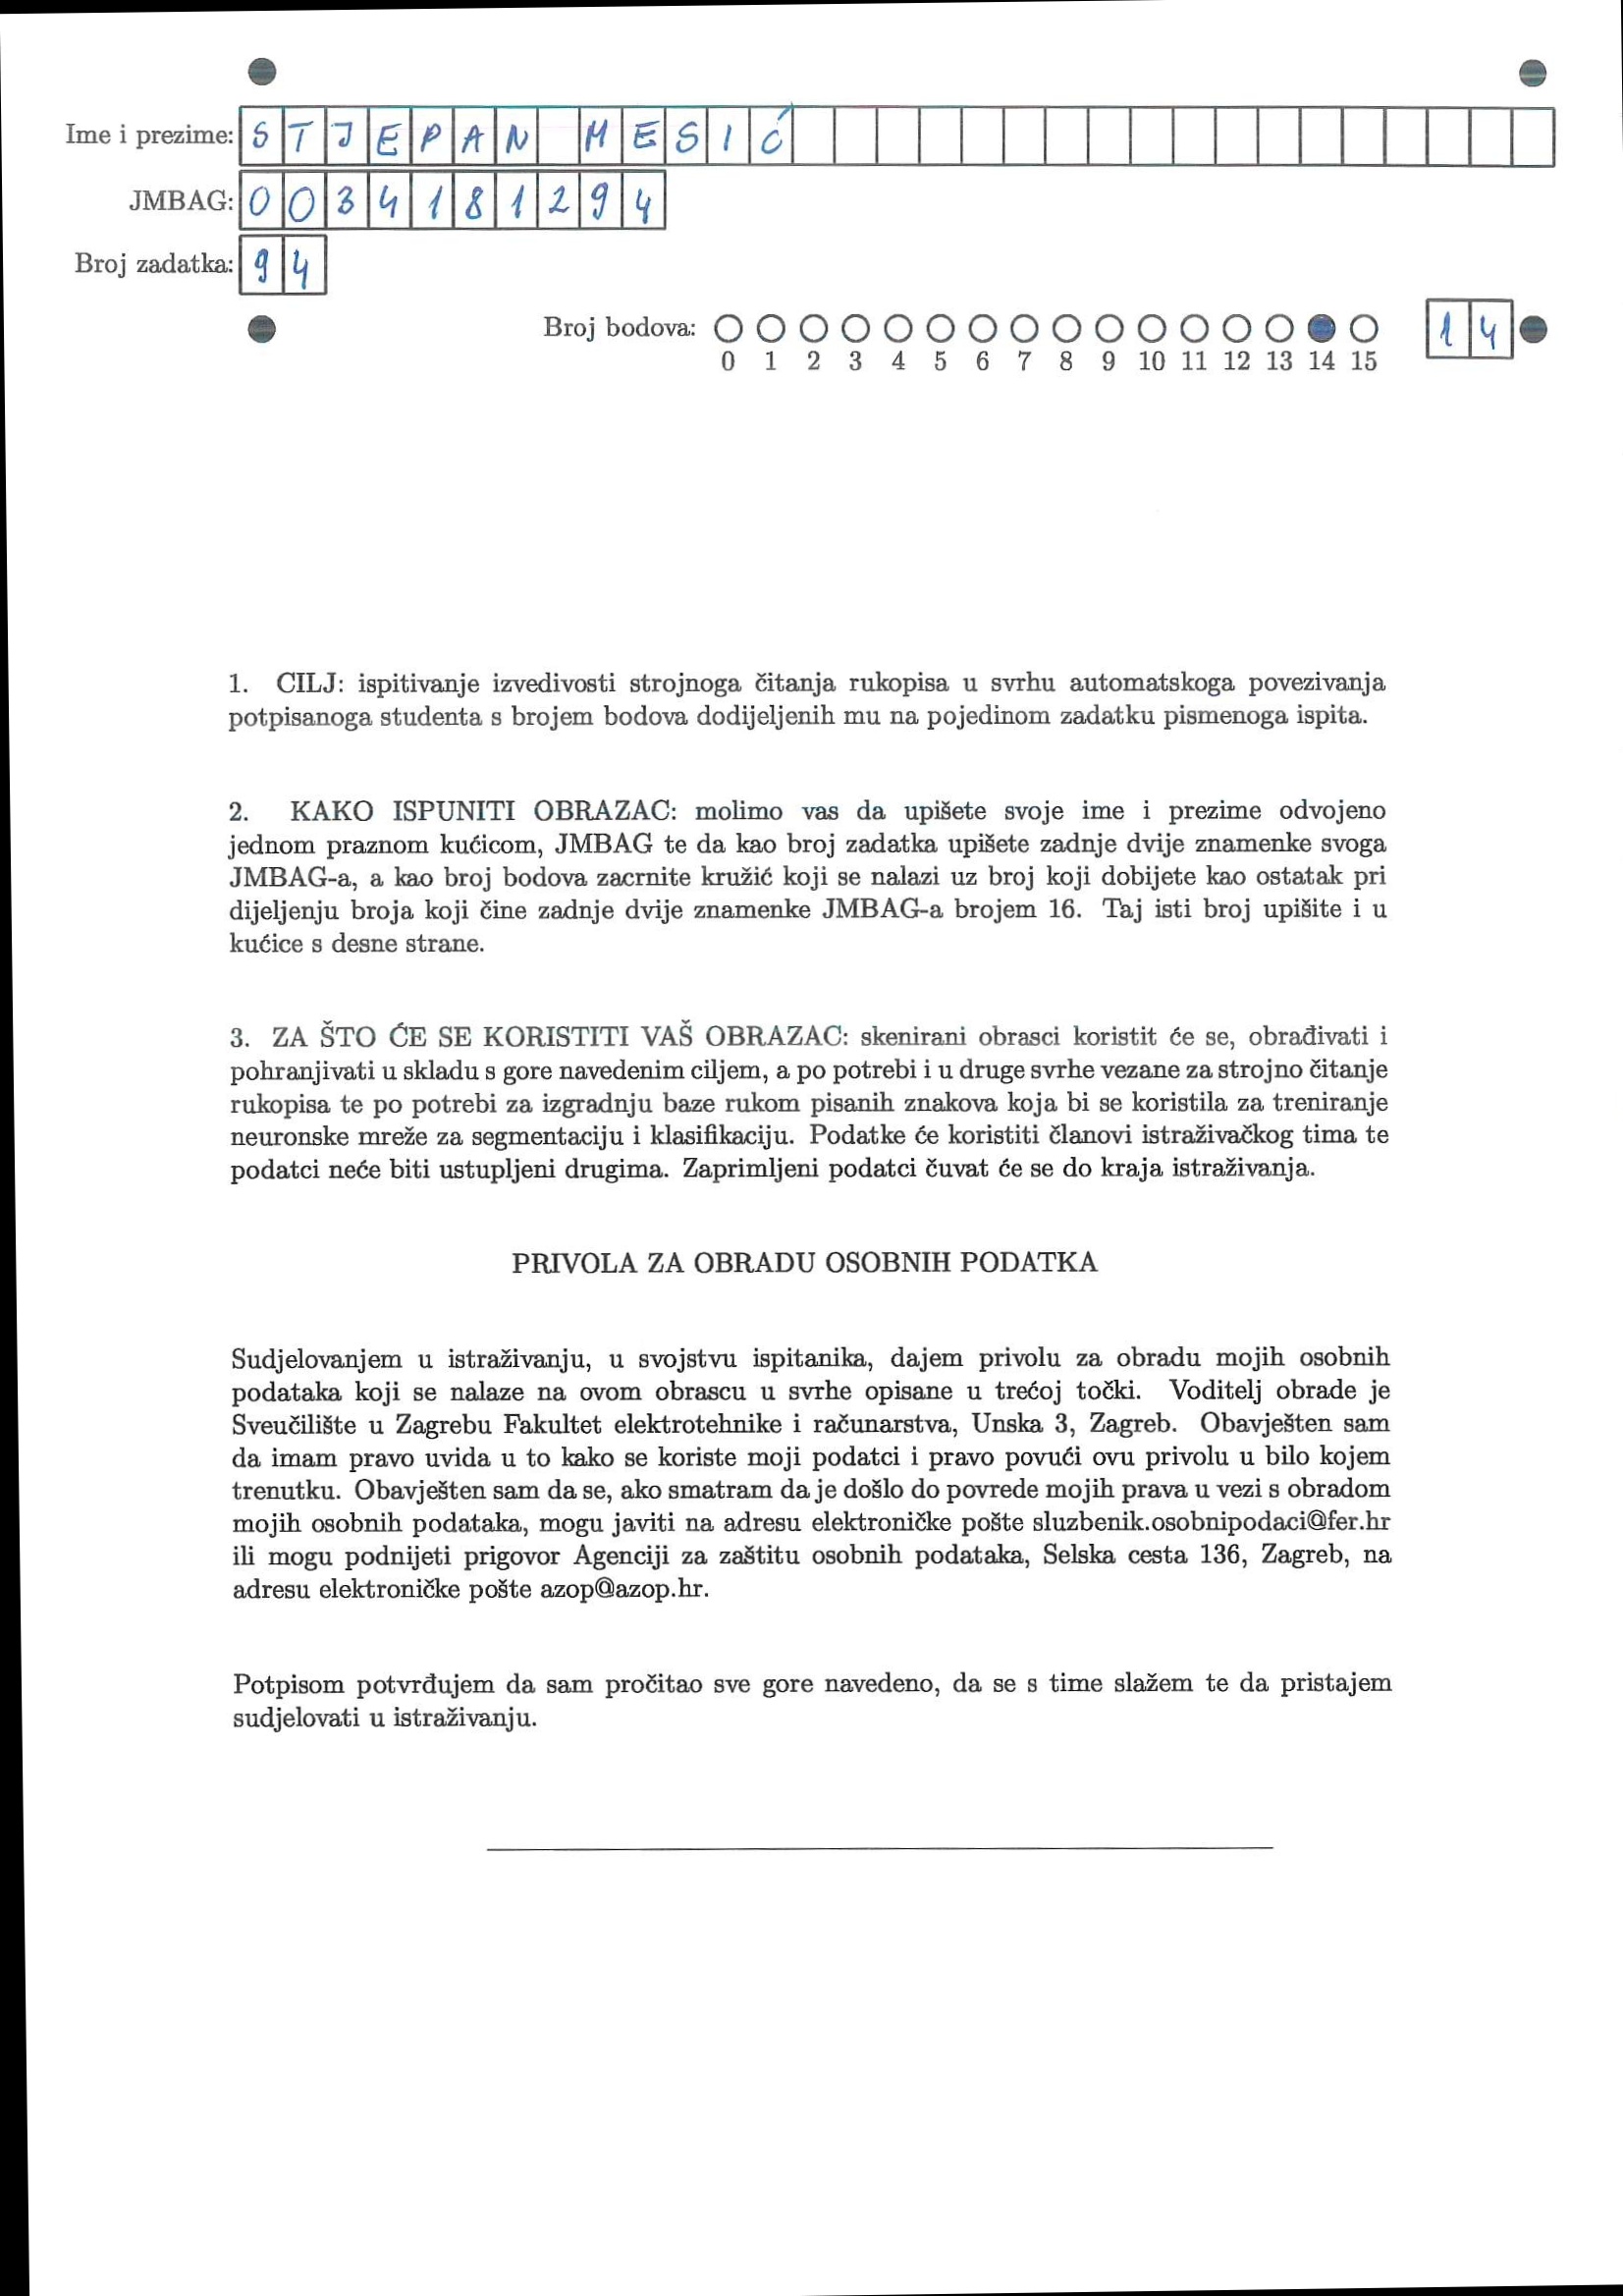 Ime i prezime: STJEPAN MESIĆ
JMBAG: 0034181294
Broj zadatka: 94
Broj bodova: 14
0 1 2 3 4 5 6 7 8 9 10 11 12 13 14 15
1. CILJ: ispitivanje izvedivosti strojnoga čitanja rukopisa u svrhu automatskoga povezivanja
potpisanoga studenta s brojem bodova dodijeljenih mu na pojedinom zadatku pismenoga ispita.
2. KAKO ISPUNITI OBRAZAC: molimo vas da upišete svoje ime i prezime odvojeno
jednom praznom kućicom, JMBAG te da kao broj zadatka upišete zadnje dvije znamenke svoga
JMBAG-a, a kao broj bodova zacrnite kružić koji se nalazi uz broj koji dobijete kao ostatak pri
dijeljenju broja koji čine zadnje dvije znamenke JMBAG-a brojem 16. Taj isti broj upišite i u
kućice s desne strane.
3. ZA ŠTO ĆE SE KORISTITI VAŠ OBRAZAC: skenirani obrasci koristit će se, obrađivati i
pohranjivati u skladu s gore navedenim ciljem, a po potrebi i u druge svrhe vezane za strojno čitanje
rukopisa te po potrebi za izgradnju baze rukom pisanih znakova koja bi se koristila za treniranje
neuronske mreže za segmentaciju i klasifikaciju. Podatke će koristiti članovi istraživačkog tima te
podatci neće biti ustupljeni drugima. Zaprimljeni podatci čuvat će se do kraja istraživanja.
PRIVOLA ZA OBRADU OSOBNIH PODATKA
Sudjelovanjem u istraživanju, u svojstvu ispitanika, dajem privolu za obradu mojih osobnih
podataka koji se nalaze na ovom obrascu u svrhe opisane u trećoj točki. Voditelj obrade je
Sveučilište u Zagrebu Fakultet elektrotehnike i računarstva, Unska 3, Zagreb. Obavješten sam
da imam pravo uvida u to kako se koriste moji podatci i pravo povući ovu privolu u bilo kojem
trenutku. Obavješten sam da se, ako smatram da je došlo do povrede mojih prava u vezi s obradom
mojih osobnih podataka, mogu javiti na adresu elektroničke pošte sluzbenik.osobnipodaci@fer.hr
ili mogu podnijeti prigovor Agenciji za zaštitu osobnih podataka, Selska cesta 136, Zagreb, na
adresu elektroničke pošte azop@azop.hr.
Potpisom potvrđujem da sam pročitao sve gore navedeno, da se s time slažem te da pristajem
sudjelovati u istraživanju.